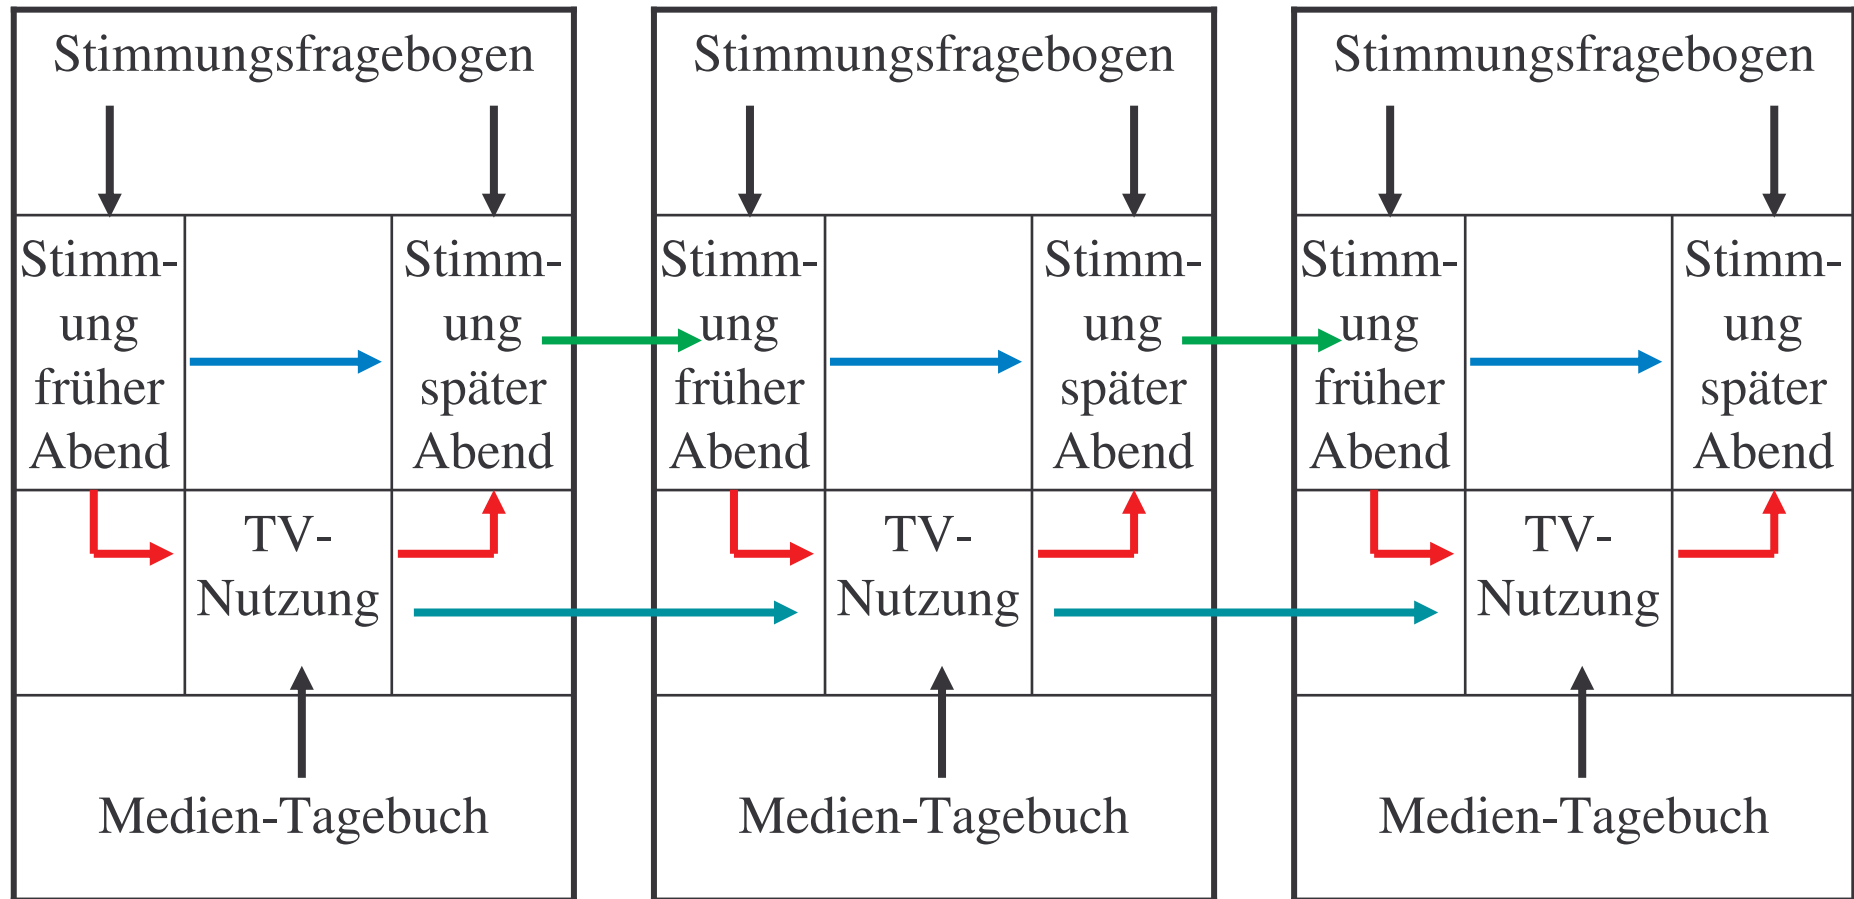 Stimmungsfragebogen
Stimm-
ung
früher
Abend
Stimm-
ung
später
Abend
TV-
Nutzung
Medien-Tagebuch
Stimmungsfragebogen
Stimm-
ung
früher
Abend
Stimm-
ung
später
Abend
TV-
Nutzung
Medien-Tagebuch
Stimmungsfragebogen
Stimm-
ung
früher
Abend
Stimm-
ung
später
Abend
TV-
Nutzung
Medien-Tagebuch